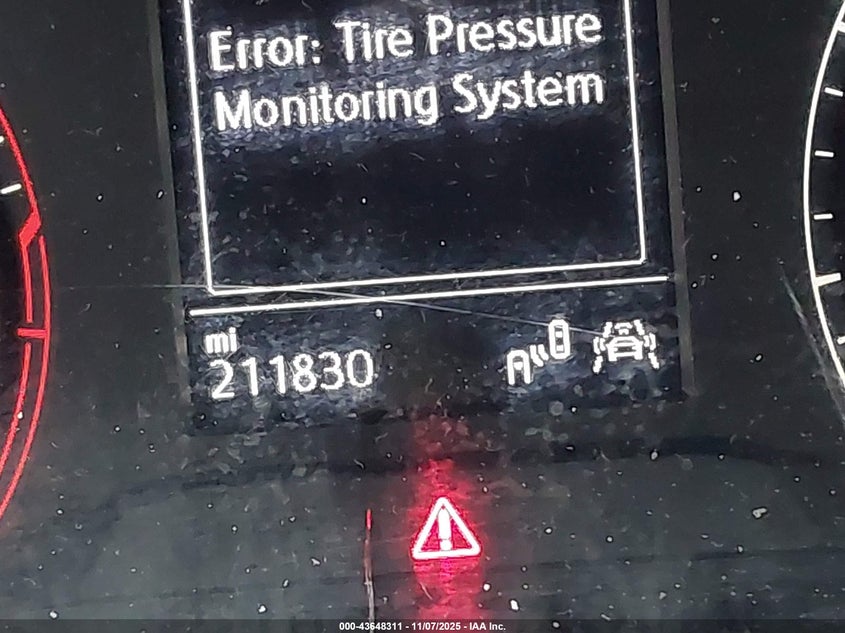 Error: Tire Pressure
Monitoring System
mi
211830
000-43648311 - 11/07/2025 - IAA Inc.